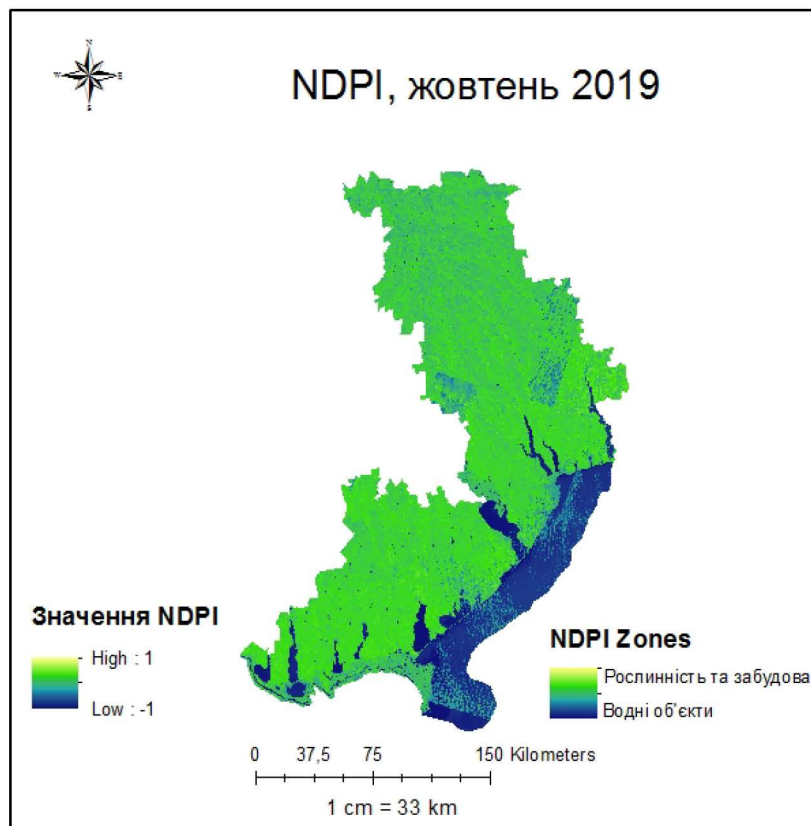 N
W
E
S
NDPI, жовтень 2019
Значення NDPI
High : 1
Low : -1
NDPI Zones
Рослинність та забудова
Водні об'єкти
0 37,5 75 150 Kilometers
1 cm = 33 km